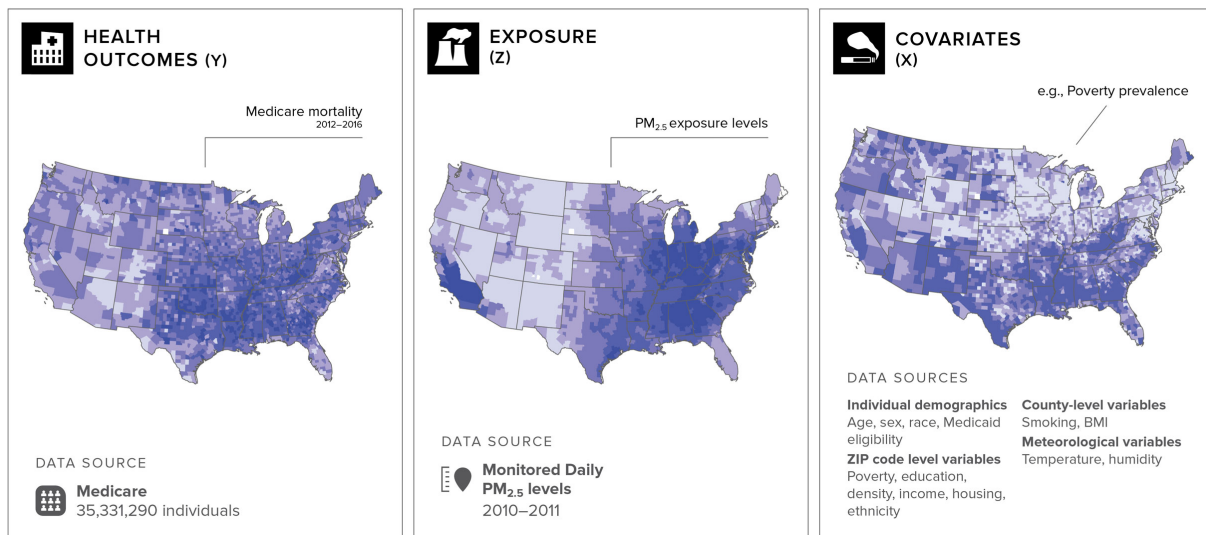 HEALTH
OUTCOMES (Y)
Medicare mortality
2012–2016
DATA SOURCE
Medicare
35,331,290 individuals
EXPOSURE
(Z)
PM2.5 exposure levels
DATA SOURCE
Monitored Daily
PM2.5 levels
2010–2011
COVARIATES
(X)
e.g., Poverty prevalence
DATA SOURCES
Individual demographics
Age, sex, race, Medicaid
eligibility
ZIP code level variables
Poverty, education,
density, income, housing,
ethnicity
County-level variables
Smoking, BMI
Meteorological variables
Temperature, humidity